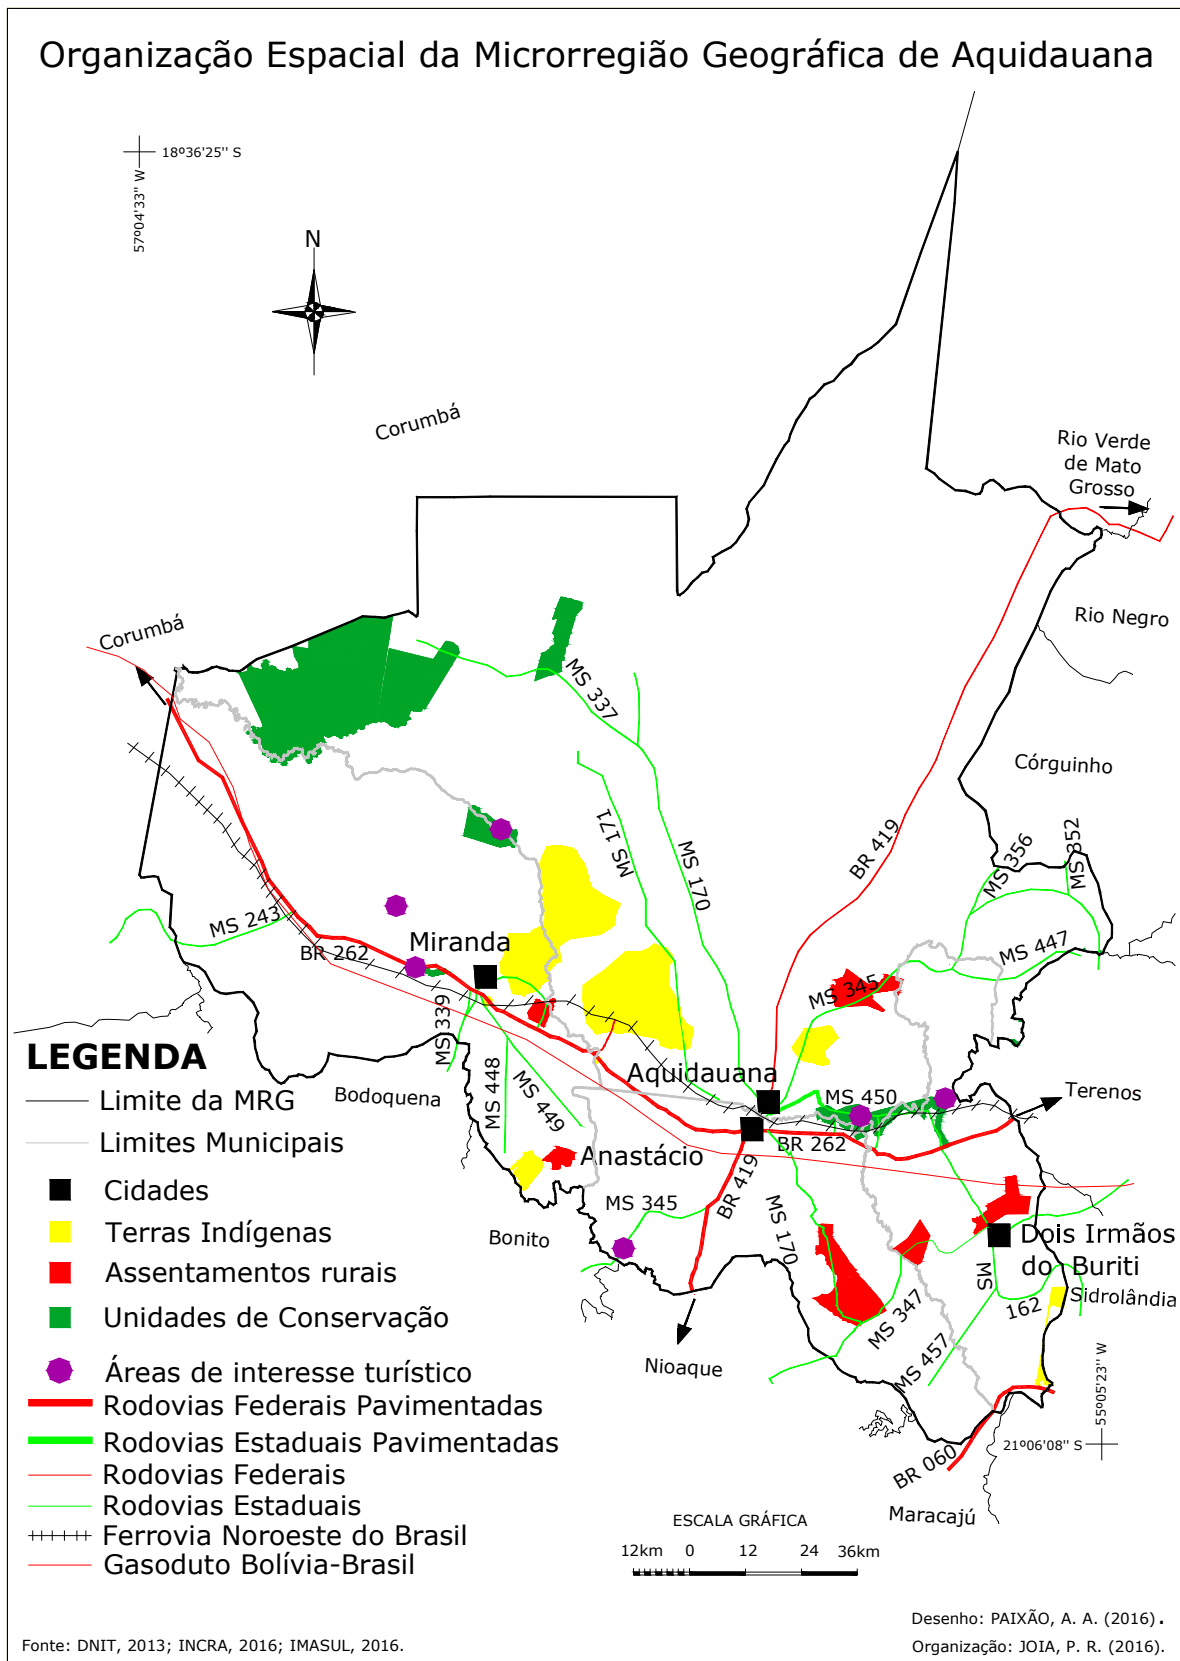 Organização Espacial da Microrregião Geográfica de Aquidauana
18º36'25'' S
57º04'33'' W
N
Corumbá
Rio Verde
de Mato
Grosso
Rio Negro
Corumbá
MS 337
Córguinho
MS 171
MS 170
BR 419
MS 356
MS 352
MS 243
Miranda
BR 262
MS 447
MS 345
MS 339
MS 448
MS 449
Bodoquena
Aquidauana
MS 450
Terenos
BR 262
Anastácio
BR 419
MS 345
MS 170
Bonito
Dois Irmãos
do Buriti
MS
162
Sidrolândia
MS 347
MS 457
Nioaque
55º05'23'' W
21º06'08'' S
BR 060
Maracajú
LEGENDA
Limite da MRG
Limites Municipais
Cidades
Terras Indígenas
Assentamentos rurais
Unidades de Conservação
Áreas de interesse turístico
Rodovias Federais Pavimentadas
Rodovias Estaduais Pavimentadas
Rodovias Federais
Rodovias Estaduais
Ferrovia Noroeste do Brasil
Gasoduto Bolívia-Brasil
ESCALA GRÁFICA
12km 0 12 24 36km
Desenho: PAIXÃO, A. A. (2016).
Fonte: DNIT, 2013; INCRA, 2016; IMASUL, 2016.
Organização: JOIA, P. R. (2016).